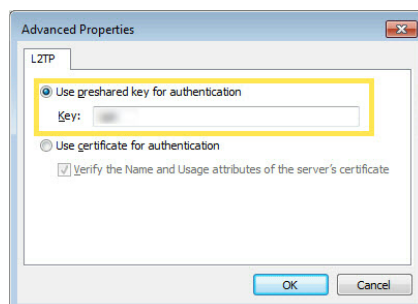 Advanced Properties
L2TP
Use preshared key for authentication
Key:
Use certificate for authentication
Verify the Name and Usage attributes of the server's certificate
OK Cancel